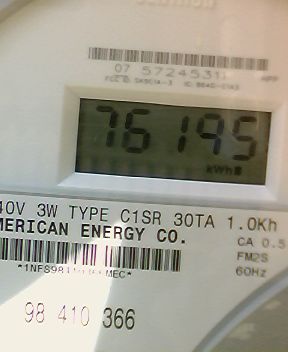 07 5724531
76195
kWh
40V 3W TYPE C1SR 30TA 1.0Kh
MERICAN ENERGY CO.
CA 0.5
FM2S
60Hz
98 410 366